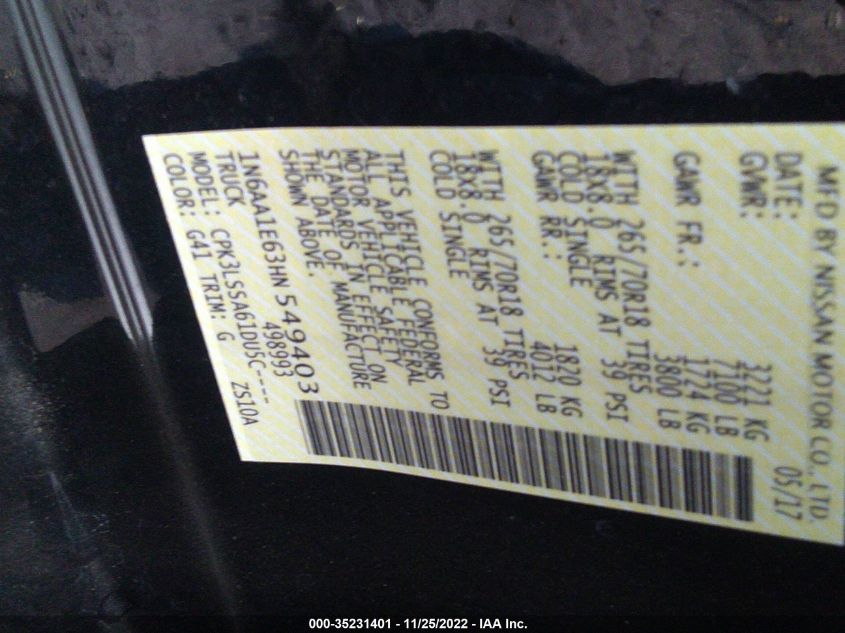 MFD BY NISSAN MOTOR CO., LTD.
DATE: 05/17
GVWR: 3221 KG
7100 LB
GAWR FR.: 1724 KG
3800 LB
WITH 265/70R18 TIRES
18X8.0 RIMS AT 39 PSI
COLD SINGLE
GAWR RR.: 1820 KG
4012 LB
WITH 265/70R18 TIRES
18X8.0 RIMS AT 39 PSI
COLD SINGLE
THIS VEHICLE CONFORMS TO
ALL APPLICABLE FEDERAL
MOTOR VEHICLE SAFETY
STANDARDS IN EFFECT ON
THE DATE OF MANUFACTURE
SHOWN ABOVE.
1N6AA1E63HN549403
TRUCK 498993
MODEL: CPK3LSSA61DU5C----
COLOR: G41 TRIM: G ZS10A
000-35231401 - 11/25/2022 - IAA Inc.